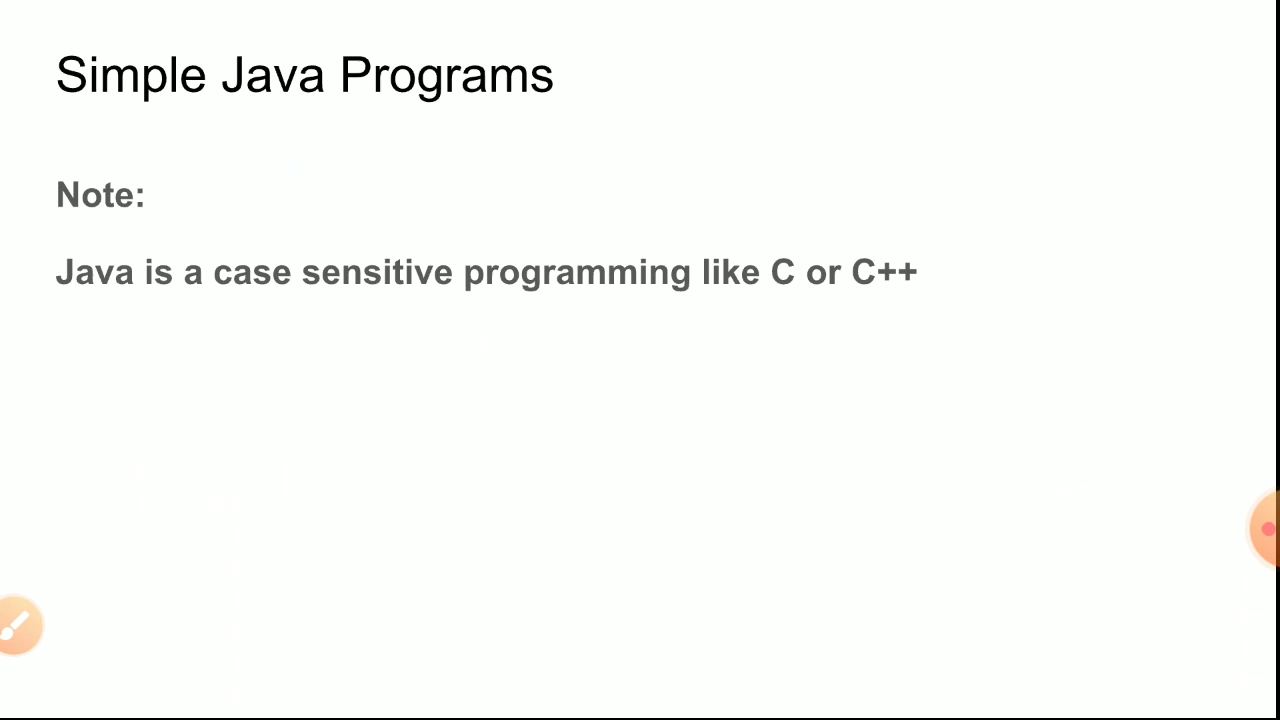 Simple Java Programs
Note:
Java is a case sensitive programming like C or C++